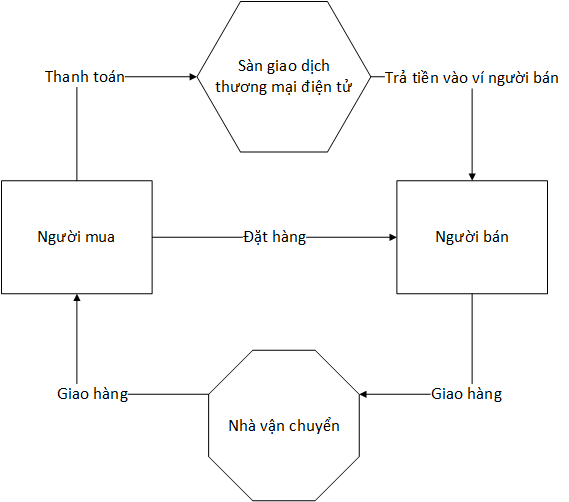 Sàn giao dịch
thương mại điện tử
Thanh toán
Trả tiền vào ví người bán
Người mua
Đặt hàng
Người bán
Giao hàng
Giao hàng
Nhà vận chuyển